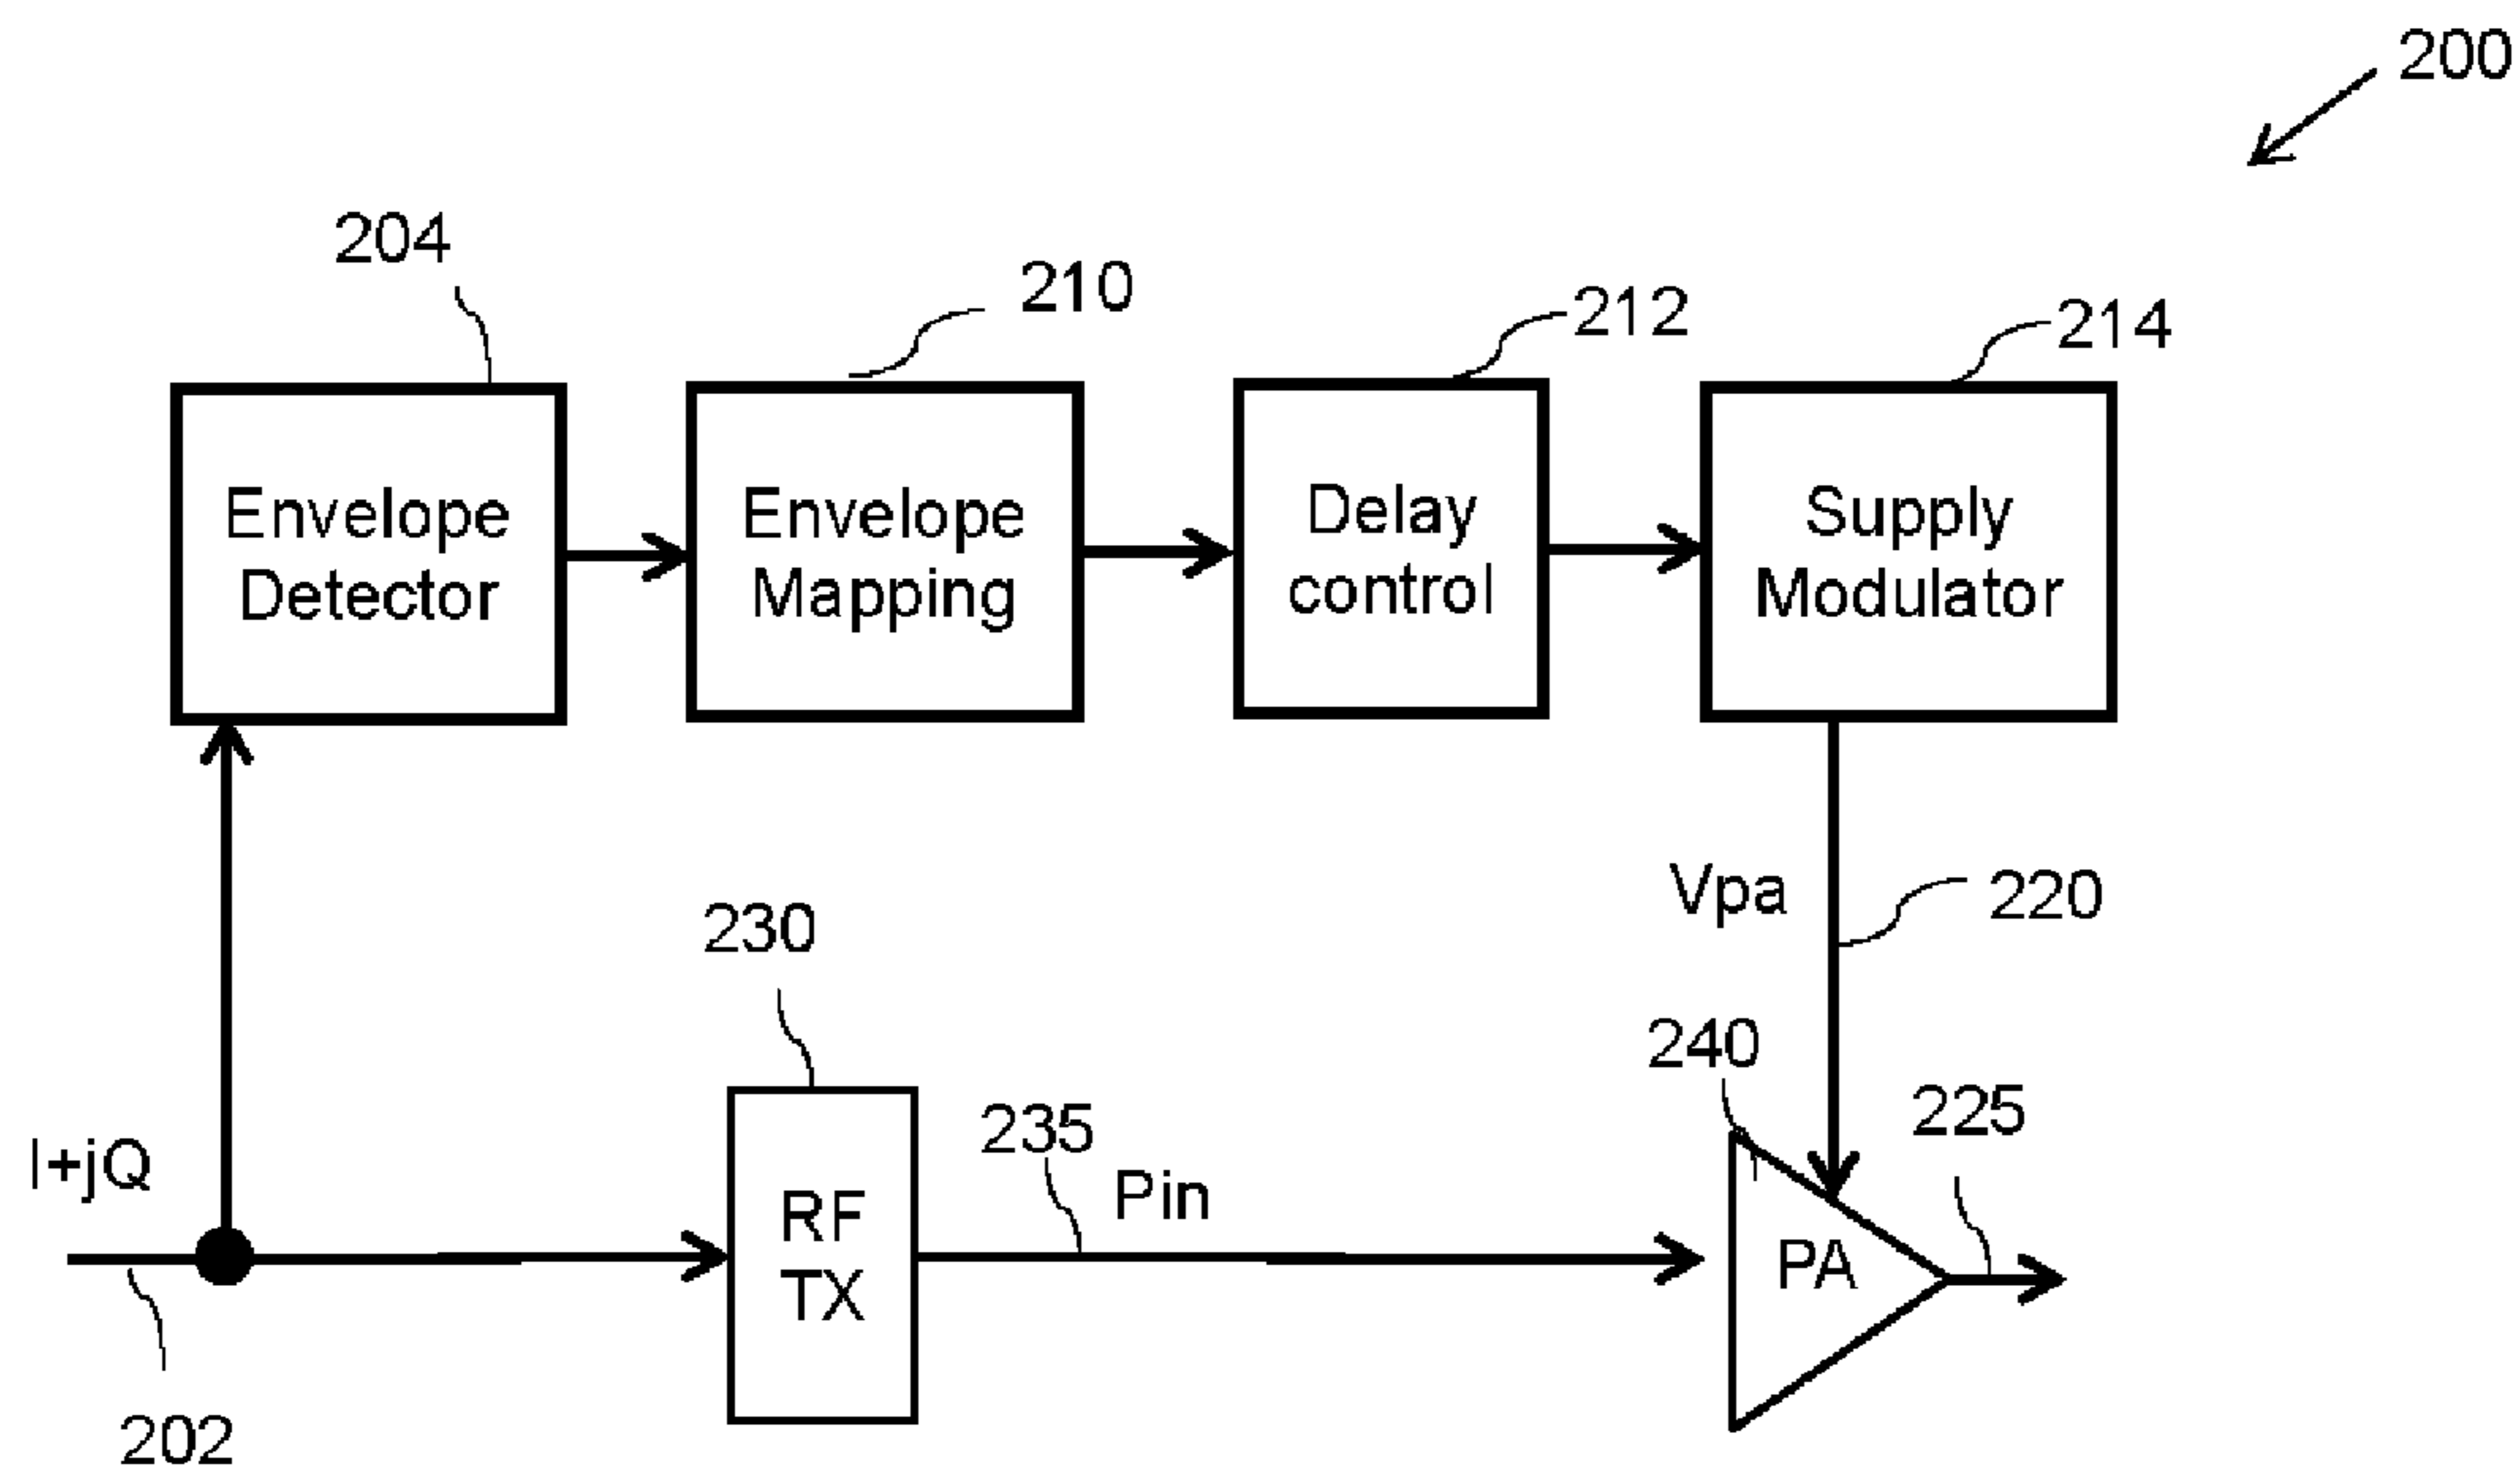 200
204
210
212
214
Envelope
Detector
Envelope
Mapping
Delay
control
Supply
Modulator
Vpa
220
230
240
225
235
I+jQ
Pin
RF
TX
PA
202